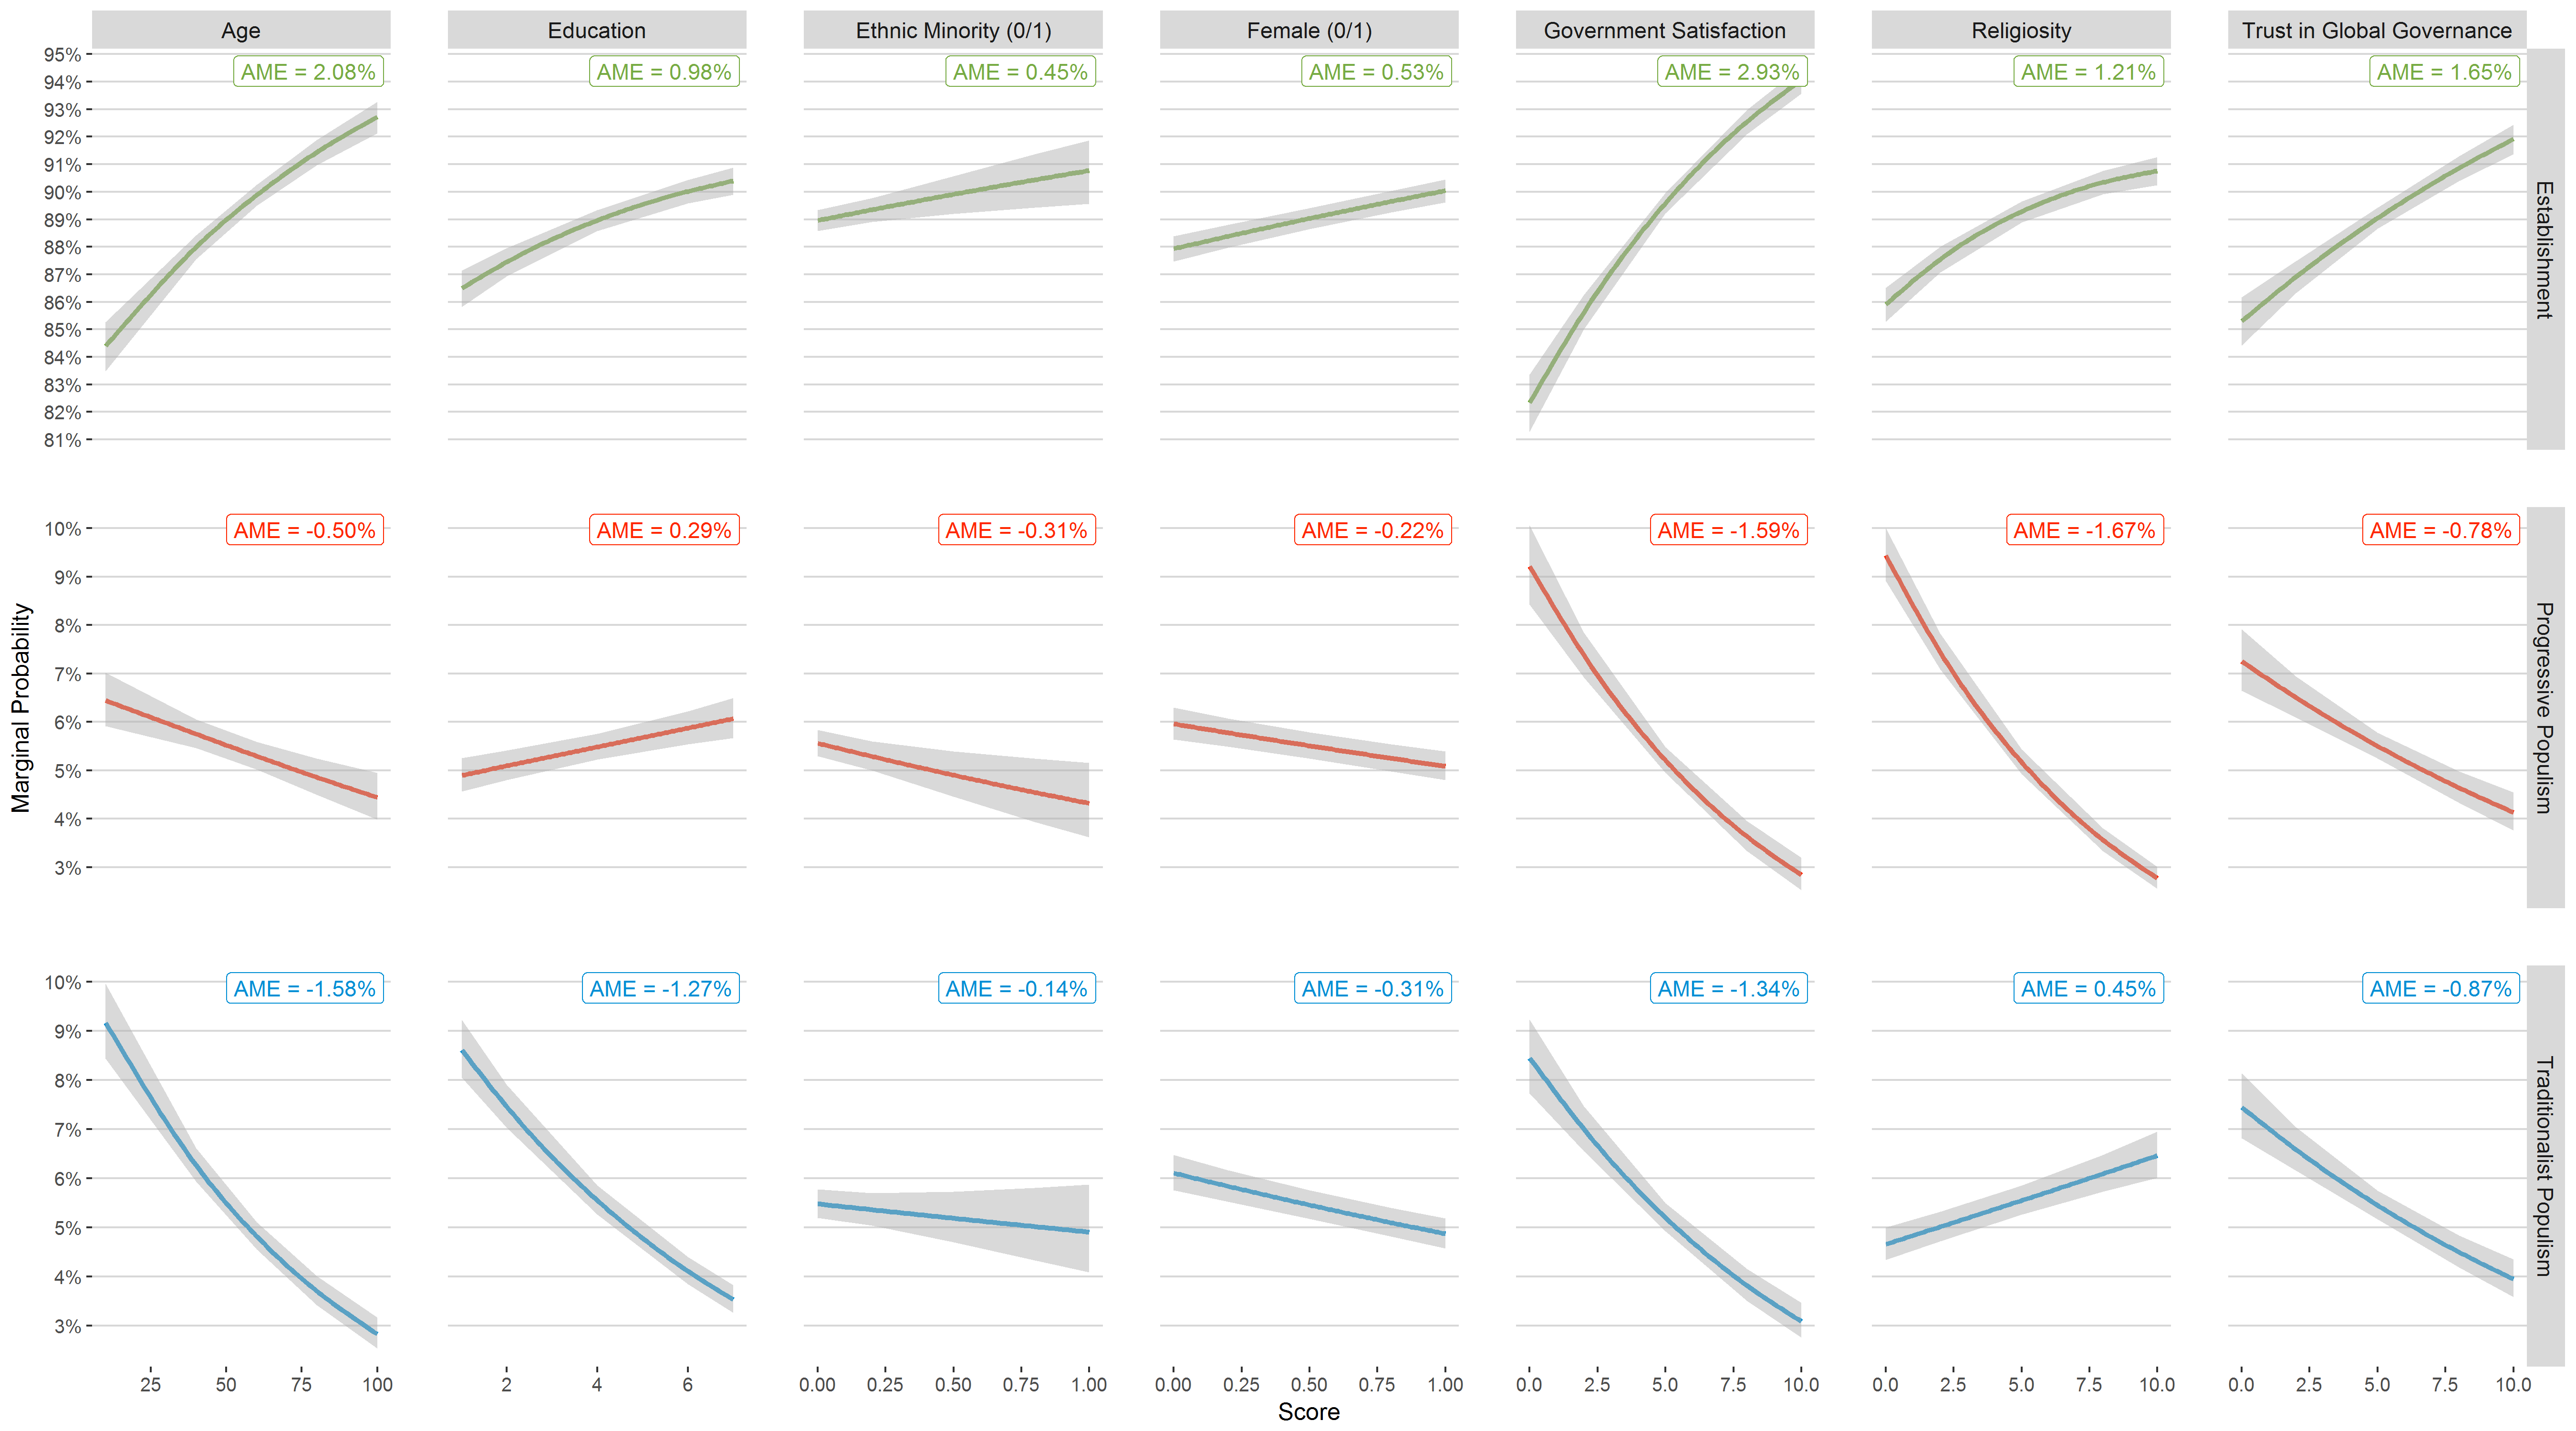 Age Education Ethnic Minority (0/1) Female (0/1) Government Satisfaction Religiosity Trust in Global Governance
95%
AME = 2.08% AME = 0.98% AME = 0.45% AME = 0.53% AME = 2.93% AME = 1.21% AME = 1.65%
94%
93%
92%
91%
90%
89%
88%
87%
86%
85%
84%
83%
82%
81%
Establishment
10% AME = -0.50% AME = 0.29% AME = -0.31% AME = -0.22% AME = -1.59% AME = -1.67% AME = -0.78%
9%
8%
7%
6%
5%
4%
3%
Progressive Populism
Marginal Probability
10% AME = -1.58% AME = -1.27% AME = -0.14% AME = -0.31% AME = -1.34% AME = 0.45% AME = -0.87%
9%
8%
7%
6%
5%
4%
3%
Traditionalist Populism
25 50 75 100 2 4 6 0.00 0.25 0.50 0.75 1.00 0.00 0.25 0.50 0.75 1.00 0.0 2.5 5.0 7.5 10.0 0.0 2.5 5.0 7.5 10.0 0.0 2.5 5.0 7.5 10.0
Score